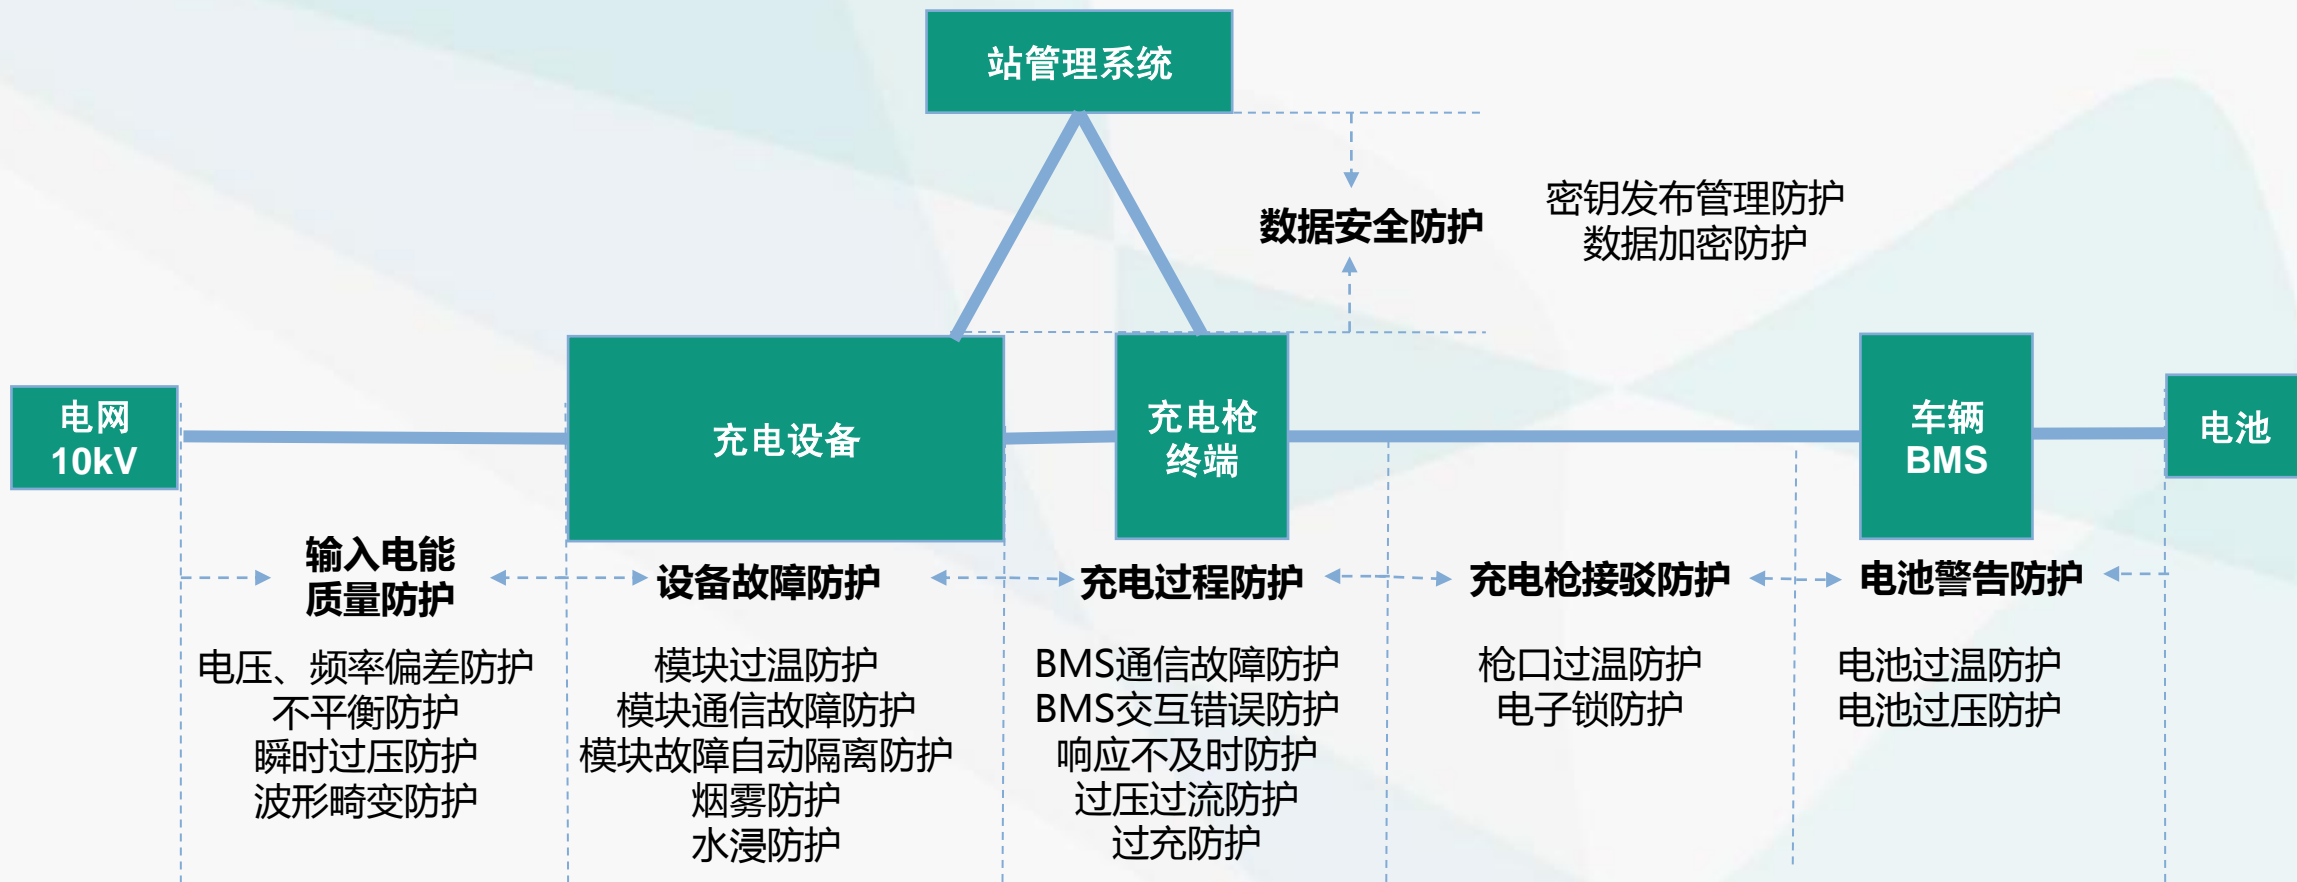 站管理系统
数据安全防护
密钥发布管理防护
数据加密防护
电网
10kV
充电设备
充电枪
终端
车辆
BMS
电池
输入电能
质量防护
电压、频率偏差防护
不平衡防护
瞬时过压防护
波形畸变防护
设备故障防护
模块过温防护
模块通信故障防护
模块故障自动隔离防护
烟雾防护
水浸防护
充电过程防护
BMS通信故障防护
BMS交互错误防护
响应不及时防护
过压过流防护
过充防护
充电枪接驳防护
枪口过温防护
电子锁防护
电池警告防护
电池过温防护
电池过压防护